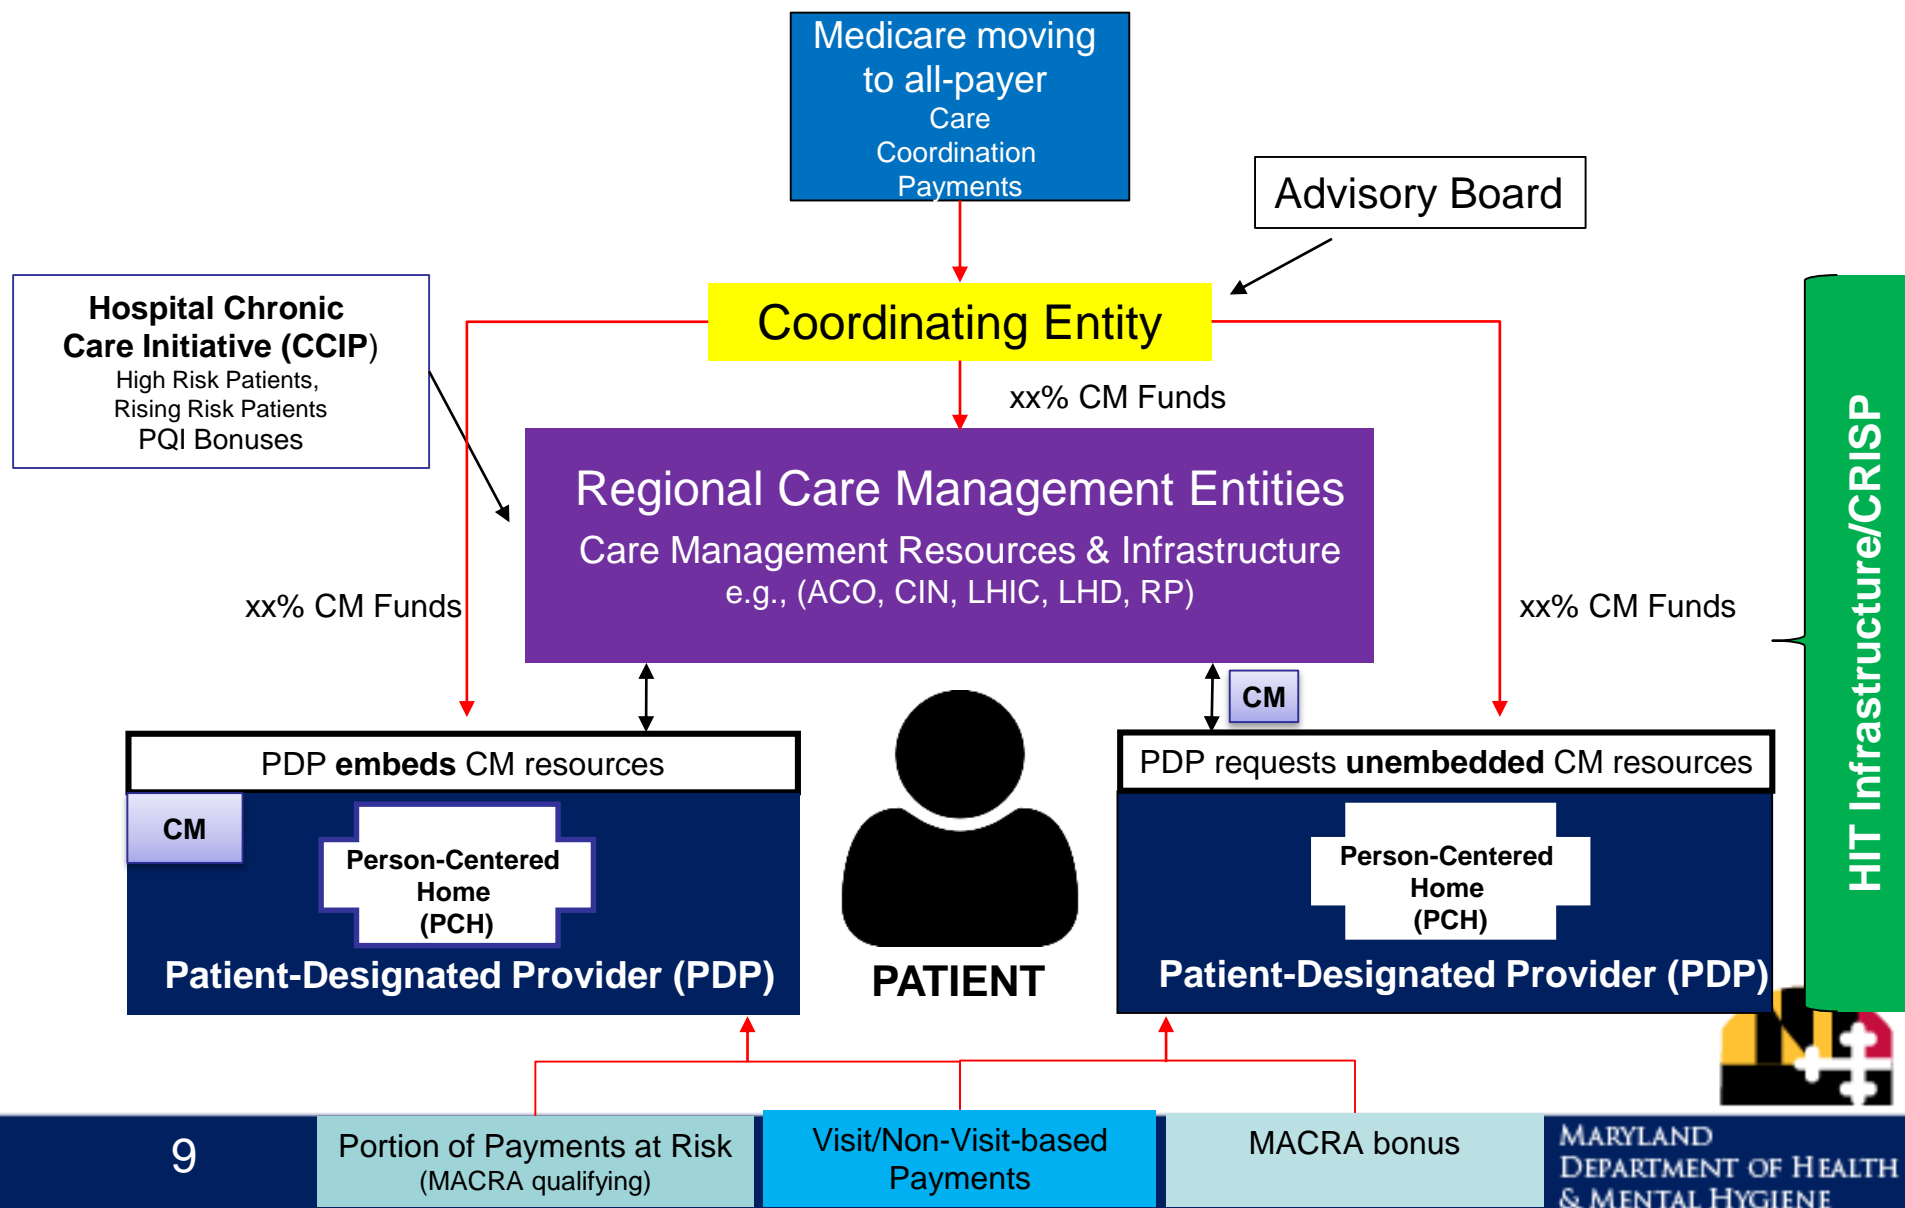 Medicare moving
to all-payer
Care
Coordination
Payments
Advisory Board
Hospital Chronic
Care Initiative (CCIP)
High Risk Patients,
Rising Risk Patients
PQI Bonuses
Coordinating Entity
xx% CM Funds
Regional Care Management Entities
Care Management Resources & Infrastructure
e.g., (ACO, CIN, LHIC, LHD, RP)
xx% CM Funds
xx% CM Funds
HIT Infrastructure/CRISP
CM
PDP embeds CM resources
PDP requests unembedded CM resources
CM
Person-Centered
Home
(PCH)
Patient-Designated Provider (PDP)
PATIENT
Person-Centered
Home
(PCH)
Patient-Designated Provider (PDP)
9
Portion of Payments at Risk
(MACRA qualifying)
Visit/Non-Visit-based
Payments
MACRA bonus
MARYLAND
DEPARTMENT OF HEALTH
& MENTAL HYGIENE